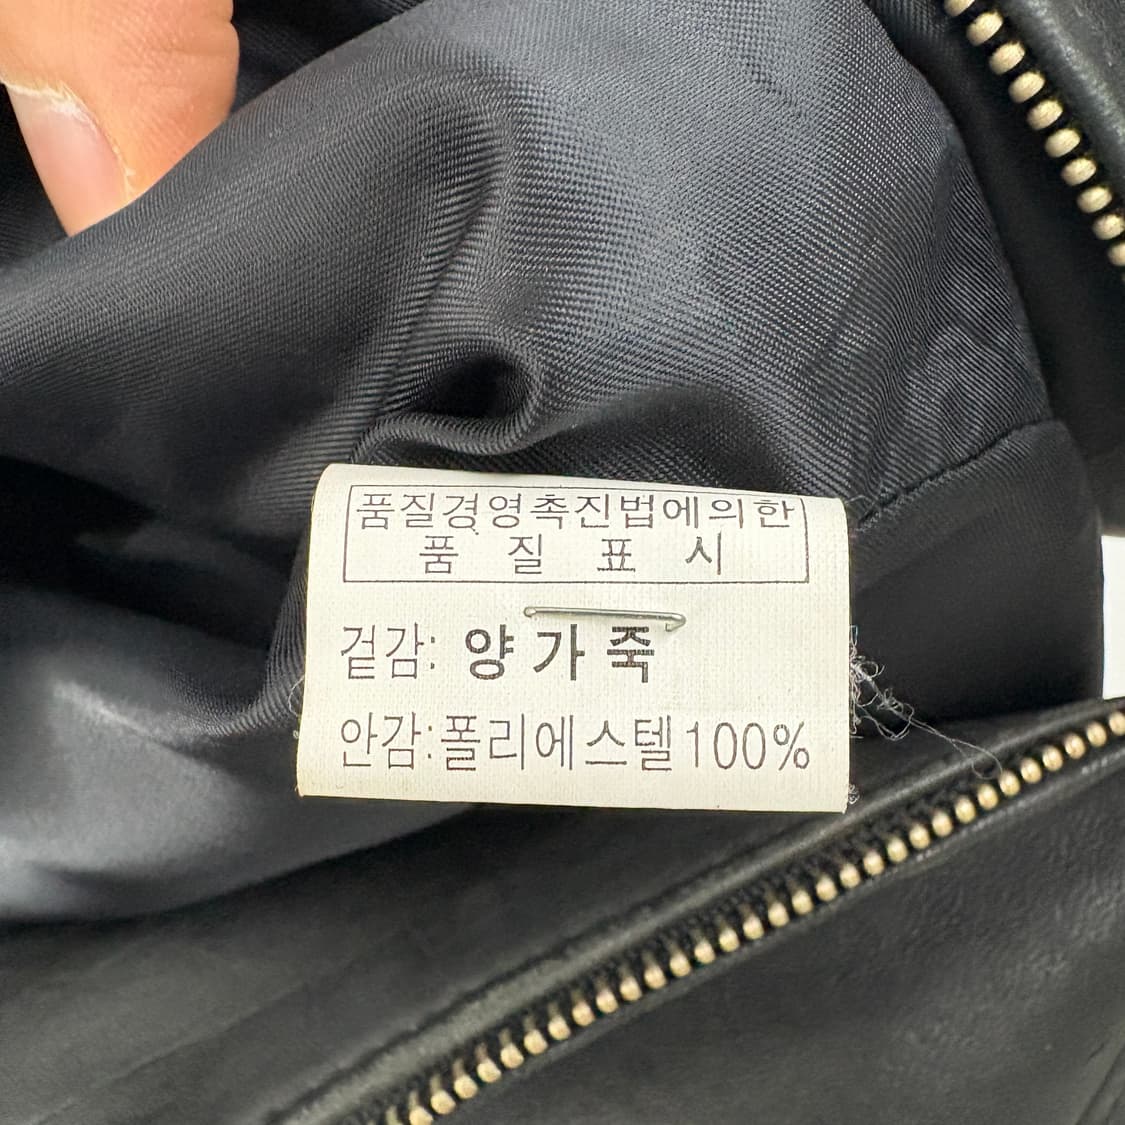 품질경영촉진법에의한
품 질 표 시
겉감: 양가죽
안감:폴리에스텔100%